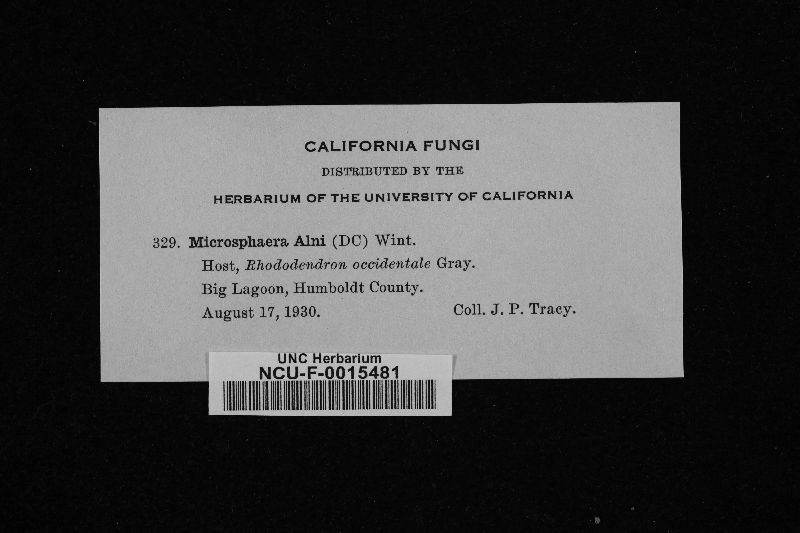 CALIFORNIA FUNGI
DISTRIBUTED BY THE
HERBARIUM OF THE UNIVERSITY OF CALIFORNIA
329. Microsphaera Alni (DC) Wint.
Host, Rhododendron occidentale Gray.
Big Lagoon, Humboldt County.
August 17, 1930. Coll. J. P. Tracy.
UNC Herbarium
NCU-F-0015481